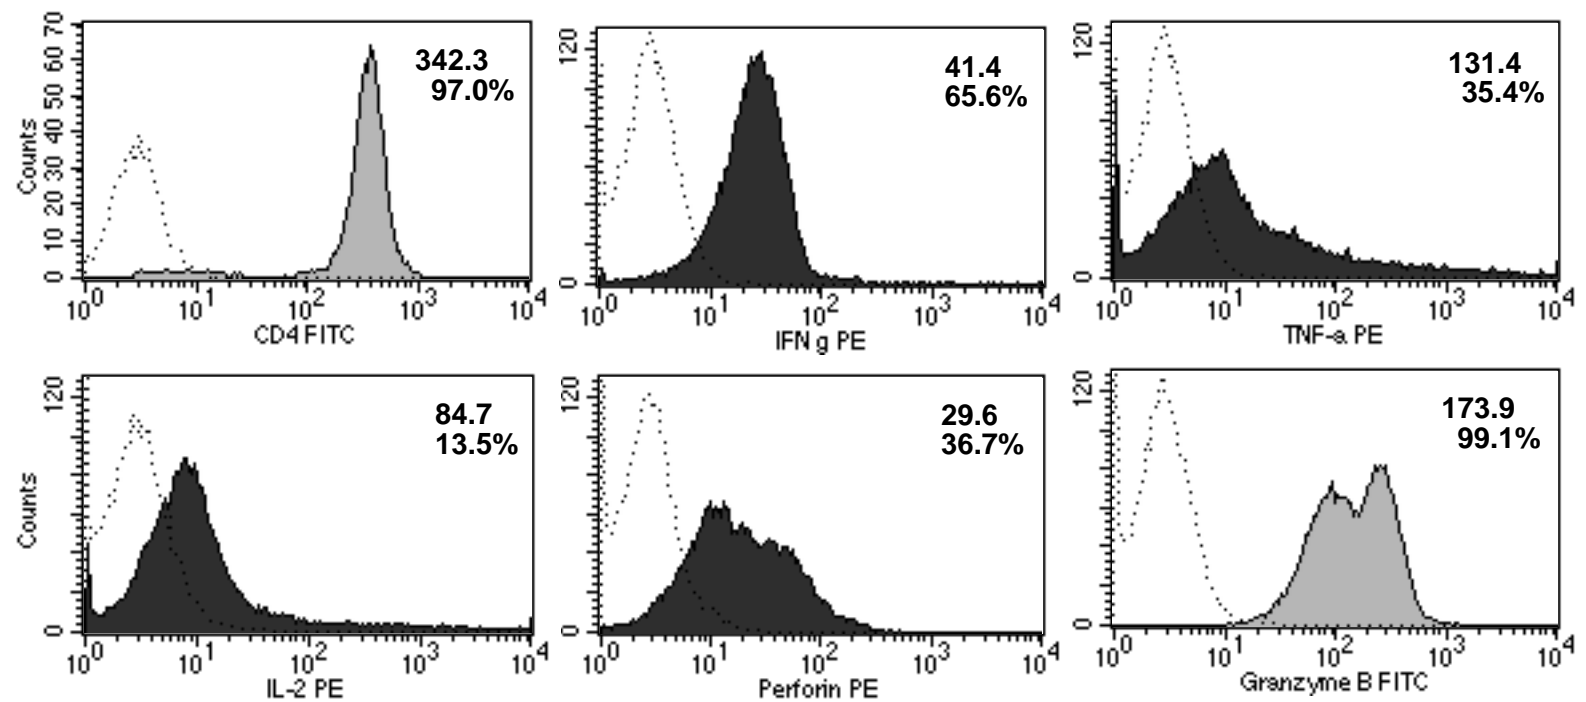 70
60
50
40
30
20
10
0
Counts
342.3
97.0%
10^0 10^1 10^2 10^3 10^4
CD4 FITC
120
0
41.4
65.6%
10^0 10^1 10^2 10^3 10^4
IFN g PE
120
0
131.4
35.4%
10^0 10^1 10^2 10^3 10^4
TNF-a PE
120
0
Counts
84.7
13.5%
10^0 10^1 10^2 10^3 10^4
IL-2 PE
120
0
29.6
36.7%
10^0 10^1 10^2 10^3 10^4
Perforin PE
120
0
173.9
99.1%
10^0 10^1 10^2 10^3 10^4
Granzyme B FITC